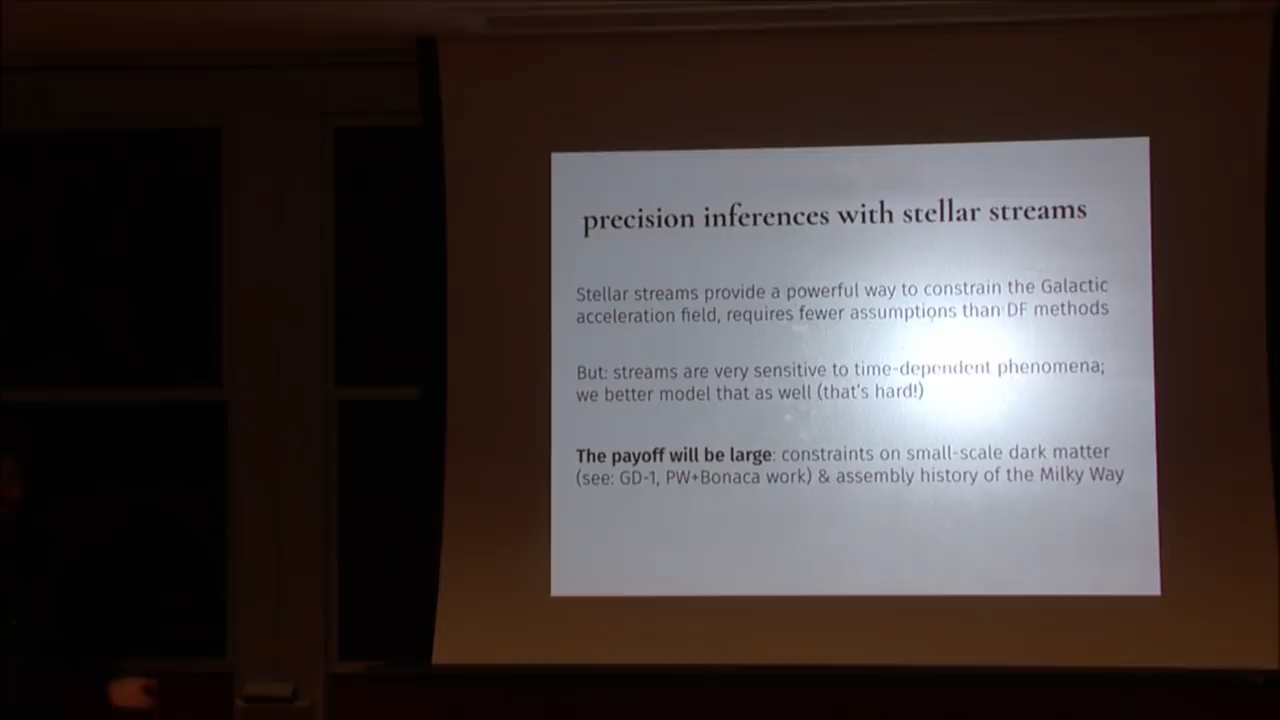 precision inferences with stellar streams
Stellar streams provide a powerful way to constrain the Galactic
acceleration field, requires fewer assumptions than DF methods
But: streams are very sensitive to time-dependent phenomena;
we better model that as well (that's hard!)
The payoff will be large: constraints on small-scale dark matter
(see: GD-1, PW+Bonaca work) & assembly history of the Milky Way